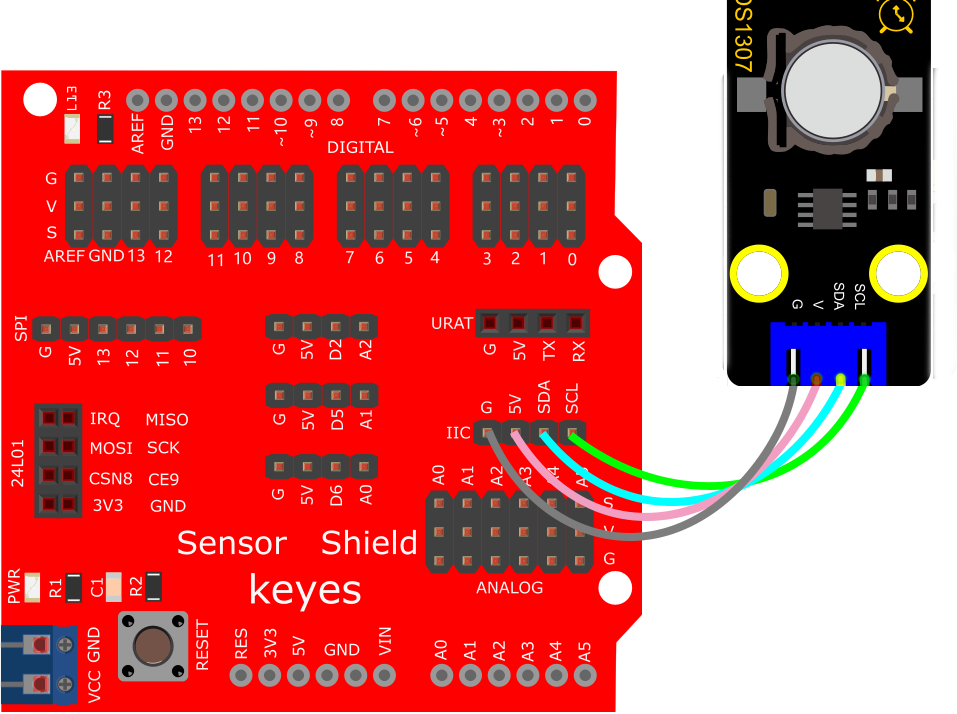 DS1307
L13
R3
AREF GND 13 12 11 ~10 ~9 8 7 ~6 ~5 4 ~3 2 1 0
DIGITAL
G
V
S
AREF GND 13 12 11 10 9 8 7 6 5 4 3 2 1 0
G V SDA SCL
SPI
G 5V 13 12 11 10
G 5V D2 A2
URAT
G 5V TX RX
G 5V D5 A1
IIC
G 5V SDA SCL
24L01
IRQ MISO
MOSI SCK
CSN8 CE9
3V3 GND
G 5V D6 A0
A0 A1 A2 A3 A4 A5
S
V
G
ANALOG
Sensor Shield
keyes
PWR R1 C1 R2
RESET
GND
VCC
RES 3V3 5V GND VIN
A0 A1 A2 A3 A4 A5